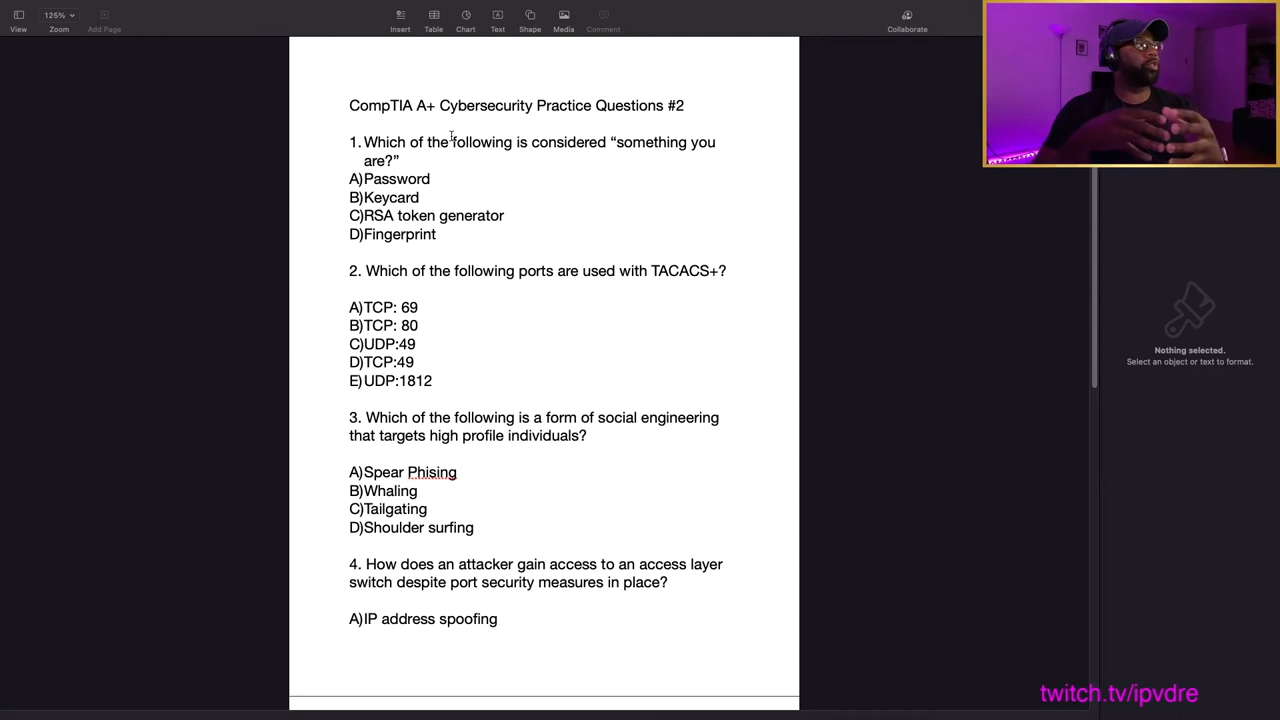 125%
View
Zoom
Add Page
Insert
Table
Chart
Text
Shape
Media
Comment
Collaborate
CompTIA A+ Cybersecurity Practice Questions #2
1. Which of the following is considered “something you
are?”
A)Password
B)Keycard
C)RSA token generator
D)Fingerprint
2. Which of the following ports are used with TACACS+?
A)TCP: 69
B)TCP: 80
C)UDP:49
D)TCP:49
E)UDP:1812
3. Which of the following is a form of social engineering
that targets high profile individuals?
A)Spear Phising
B)Whaling
C)Tailgating
D)Shoulder surfing
4. How does an attacker gain access to an access layer
switch despite port security measures in place?
A)IP address spoofing
Nothing selected.
Select an object or text to format.
twitch.tv/ipvdre